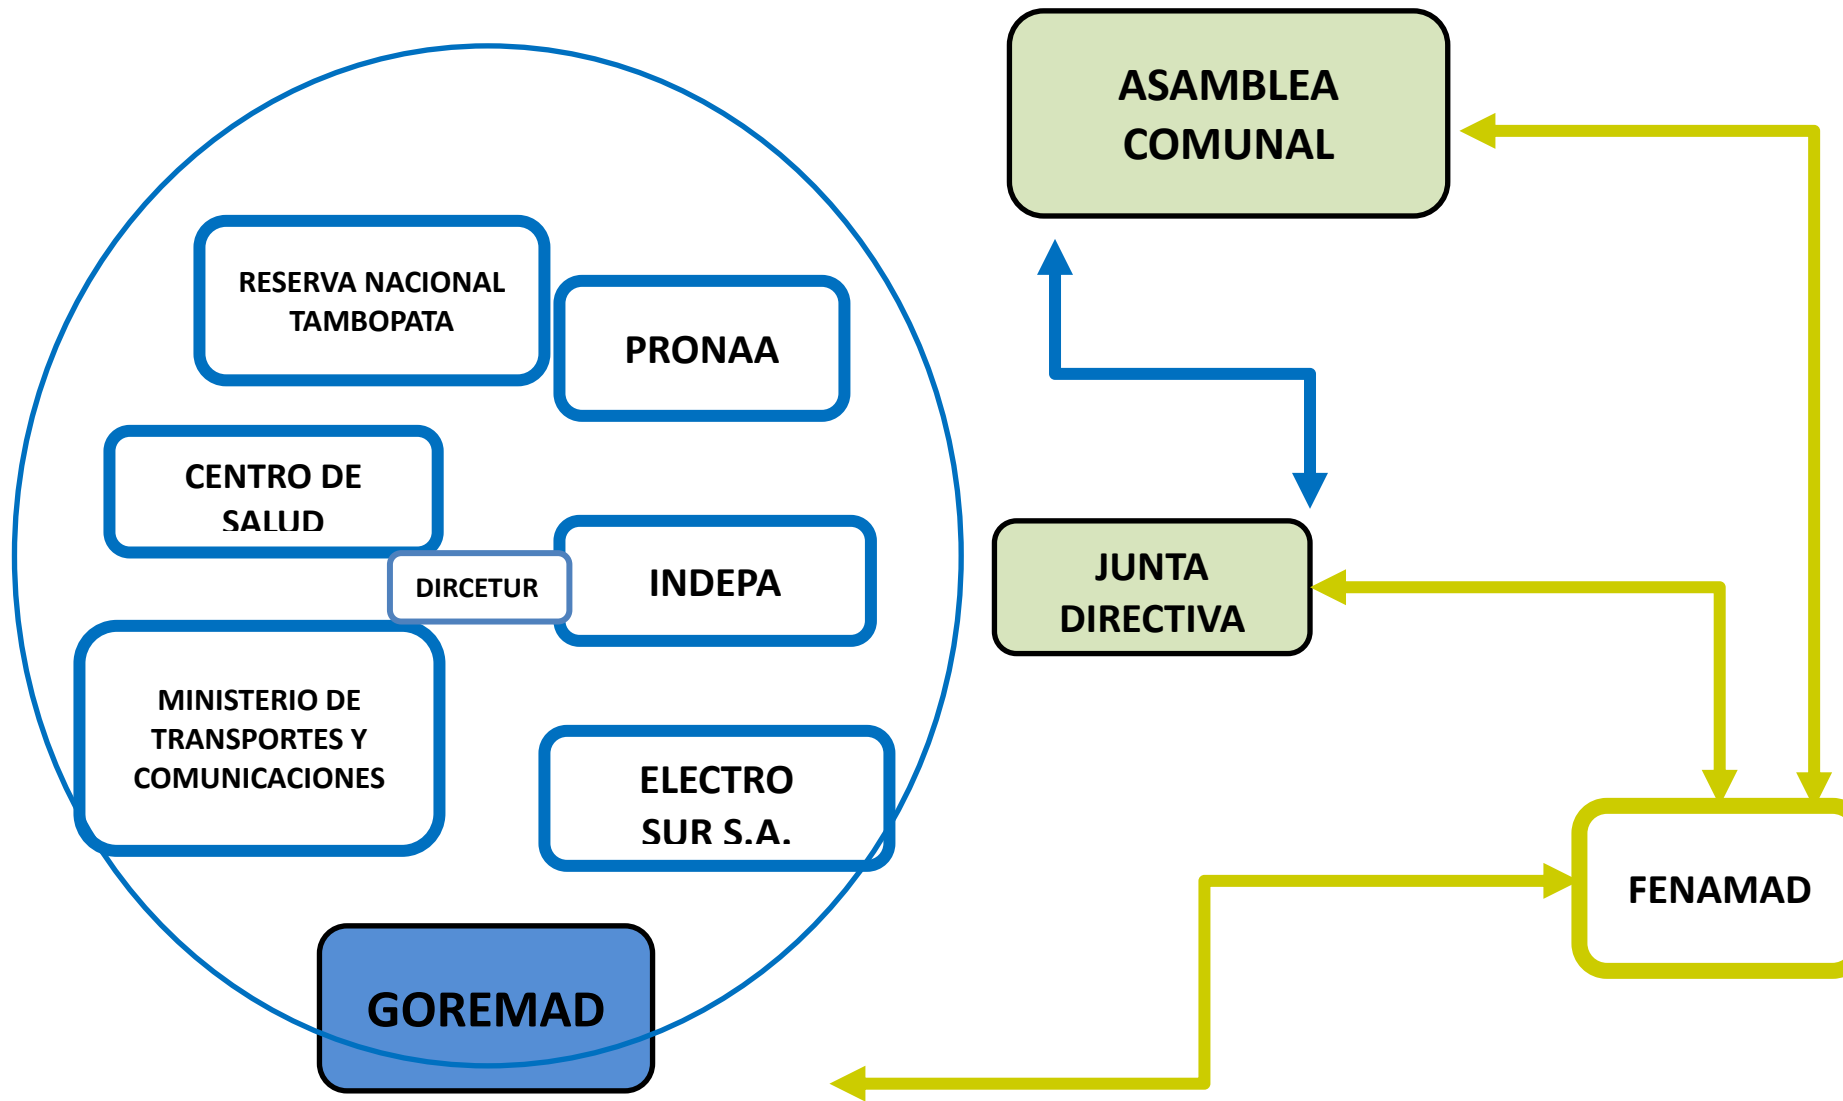 ASAMBLEA
COMUNAL
RESERVA NACIONAL
TAMBOPATA
PRONAA
CENTRO DE
SALUD
DIRCETUR
INDEPA
JUNTA
DIRECTIVA
MINISTERIO DE
TRANSPORTES Y
COMUNICACIONES
ELECTRO
SUR S.A.
FENAMAD
GOREMAD